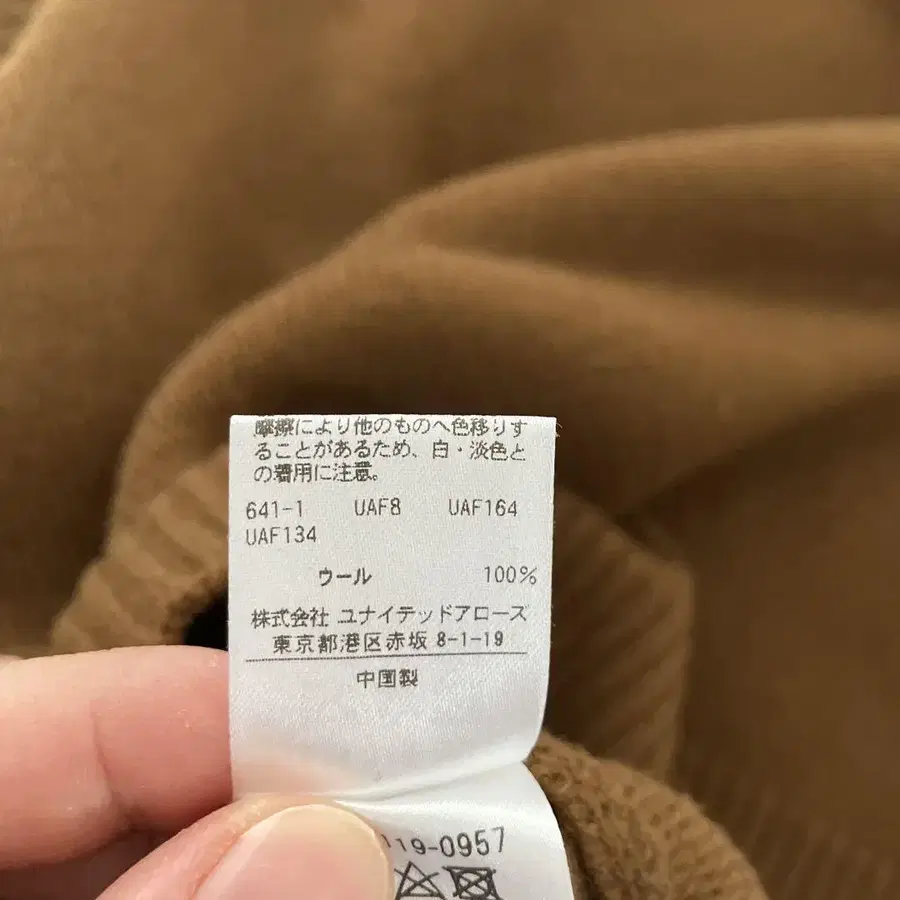 摩擦により他のものへ色移りす
ることがあるため、白・淡色と
の着用に注意。
641-1 UAF8 UAF164
UAF134
ウール 100%
株式会社 ユナイテッドアローズ
東京都港区赤坂 8-1-19
中国製
119-0957